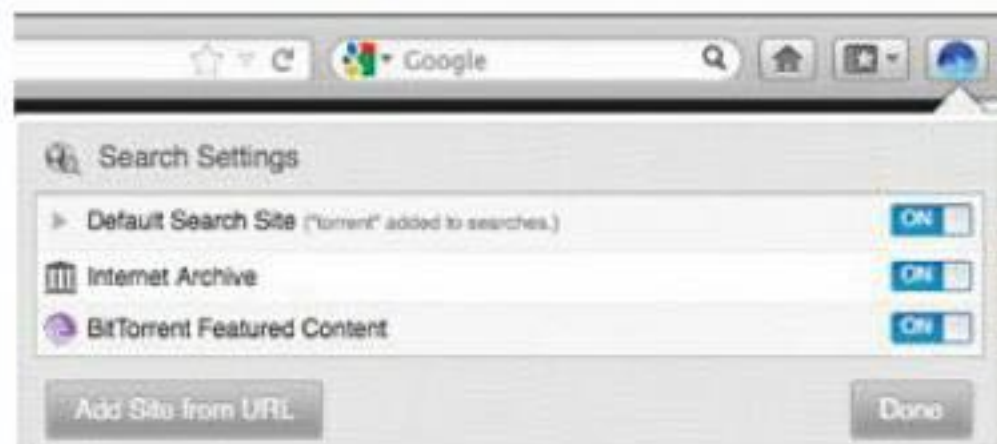 Google
Search Settings
Default Search Site ("torrent" added to searches.) ON
Internet Archive ON
BitTorrent Featured Content ON
Add Site from URL Done